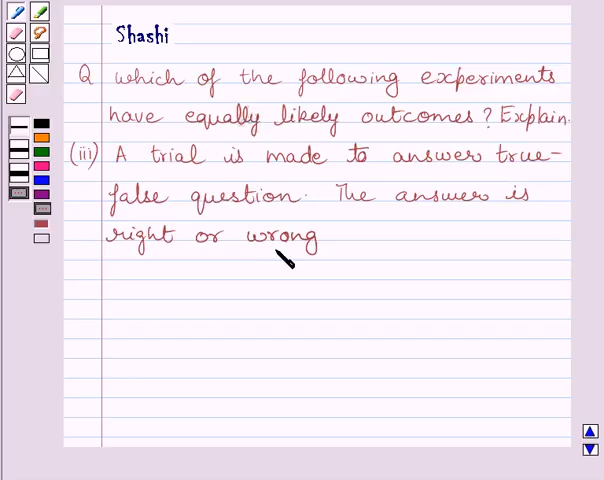 Shashi
Q which of the following experiments
have equally likely outcomes? Explain.
(iii) A trial is made to answer true-
false question. The answer is
right or wrong